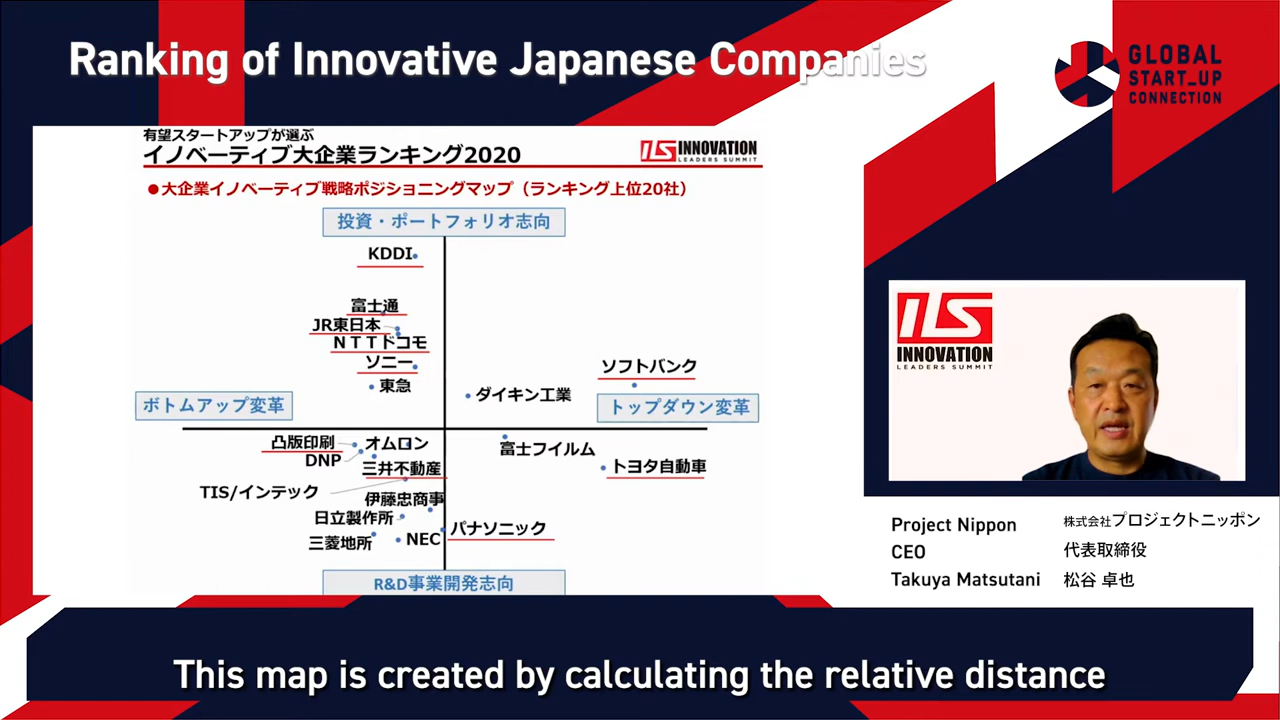 Ranking of Innovative Japanese Companies
GLOBAL
START_UP
CONNECTION
有望スタートアップが選ぶ
イノベーティブ大企業ランキング2020
ILS INNOVATION
LEADERS SUMMIT
●大企業イノベーティブ戦略ポジショニングマップ（ランキング上位20社）
投資・ポートフォリオ志向
KDDI
富士通
JR東日本
ＮＴＴドコモ
ソニー
東急
ソフトバンク
ダイキン工業
ボトムアップ変革
トップダウン変革
凸版印刷
オムロン
DNP
三井不動産
富士フイルム
トヨタ自動車
TIS/インテック
伊藤忠商事
日立製作所
パナソニック
三菱地所
NEC
R&D事業開発志向
ILS
INNOVATION
LEADERS SUMMIT
Project Nippon
CEO
Takuya Matsutani
株式会社プロジェクトニッポン
代表取締役
松谷 卓也
This map is created by calculating the relative distance